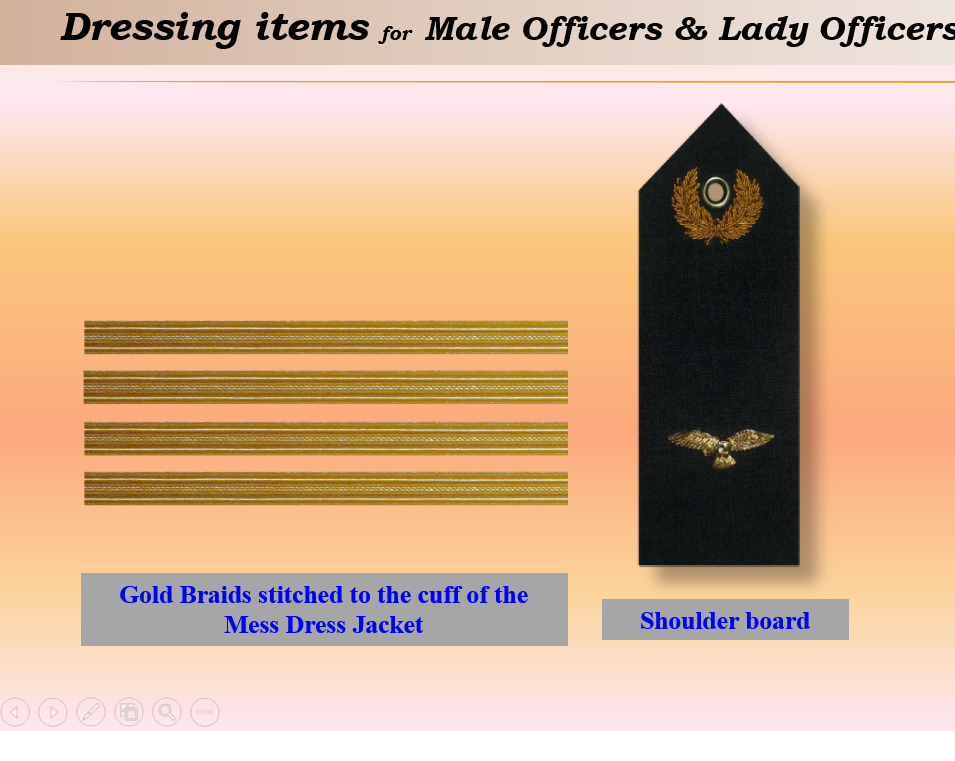 Dressing items for Male Officers & Lady Officers
Gold Braids stitched to the cuff of the
Mess Dress Jacket
Shoulder board